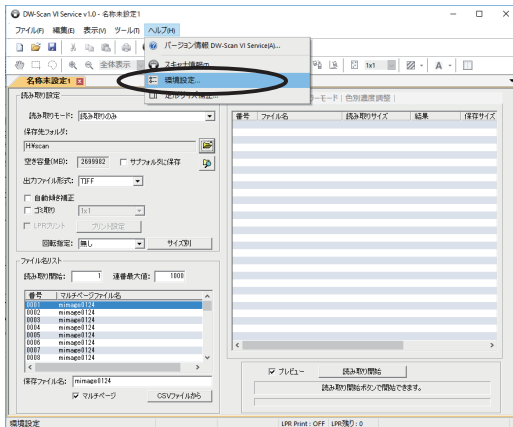 DW-Scan VI Service v1.0 - 名称未設定1
ファイル(F) 編集(E) 表示(V) ツール(T) ヘルプ(H)
バージョン情報 DW-Scan VI Service(A)...
全体表示
1x1
A
環境設定...
名称未設定1
読み取り設定
読み取りモード: 読み取りのみ
保存先フォルダ:
H:¥scan
空き容量(MB): 2699982 サブフォルダに保存
出力ファイル形式: TIFF
自動傾き補正
ゴミ取り 1x1
LPRプリント プリント設定
回転指定: 無し サイズ別
ファイル名リスト
読み取り開始: 1 連番最大値: 1000
番号 マルチページファイル名
0001 mimage0124
0002 mimage0124
0003 mimage0124
0004 mimage0124
0005 mimage0124
0006 mimage0124
0007 mimage0124
0008 mimage0124
保存ファイル名: mimage0124
マルチページ CSVファイルから
ーモード 色別濃度調整
番号 ファイル名 読み取りサイズ 結果 保存サイズ
プレビュー 読み取り開始
読み取り開始ボタンで開始できます。
環境設定 LPR Print : OFF LPR残り : 0